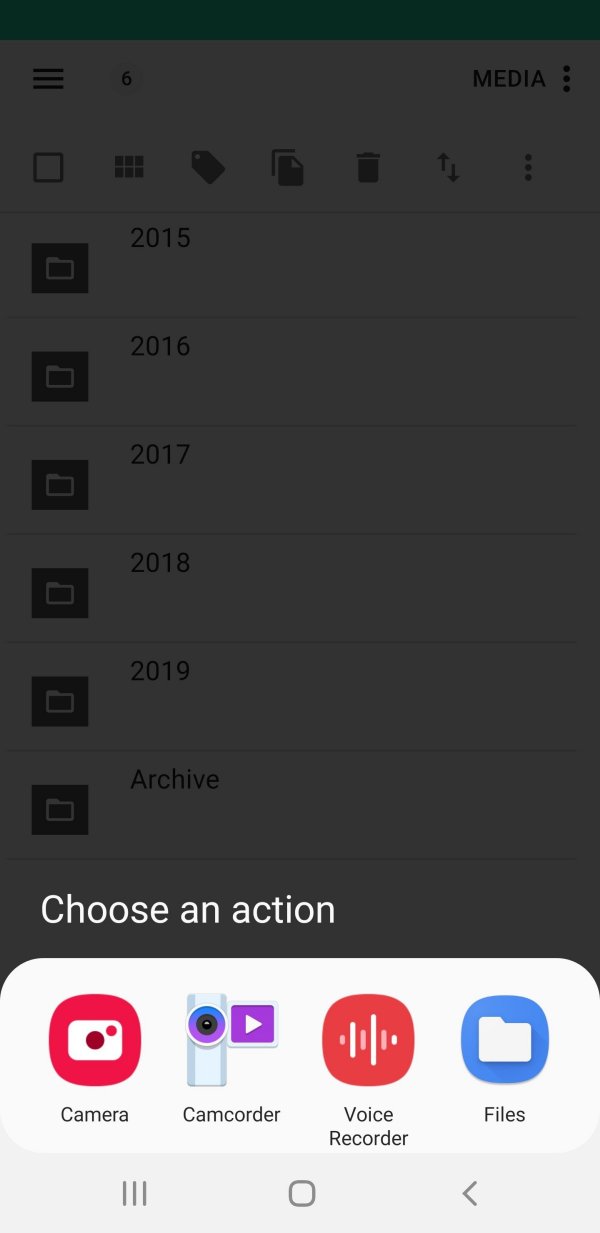 6
MEDIA
2015
2016
2017
2018
2019
Archive
Choose an action
Camera
Camcorder
Voice
Recorder
Files